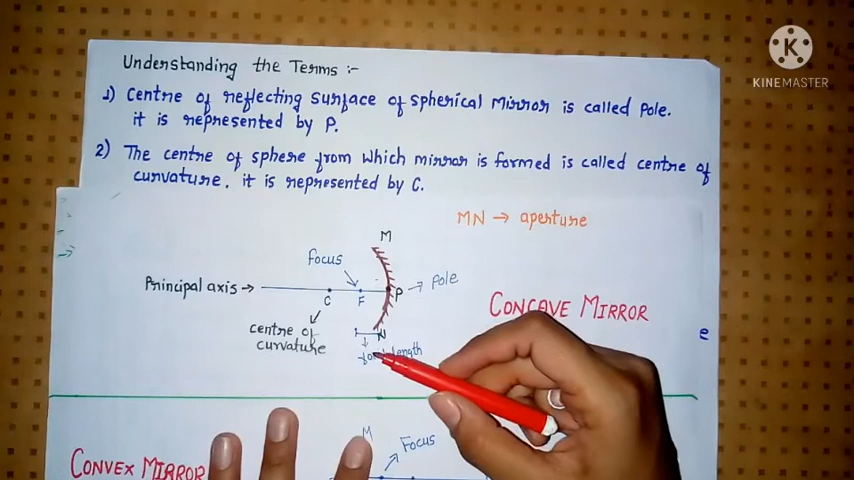 Understanding the Terms :-
1) Centre of reflecting surface of spherical Mirror is called Pole.
it is represented by P.
2) The centre of sphere from which mirror is formed is called centre of
curvature. it is represented by C.
KINEMASTER
MN → aperture
M
Focus
Principal axis →
C F P → Pole
CONCAVE MIRROR
centre of
curvature
N
e
M
Focus
CONVEX MIRROR